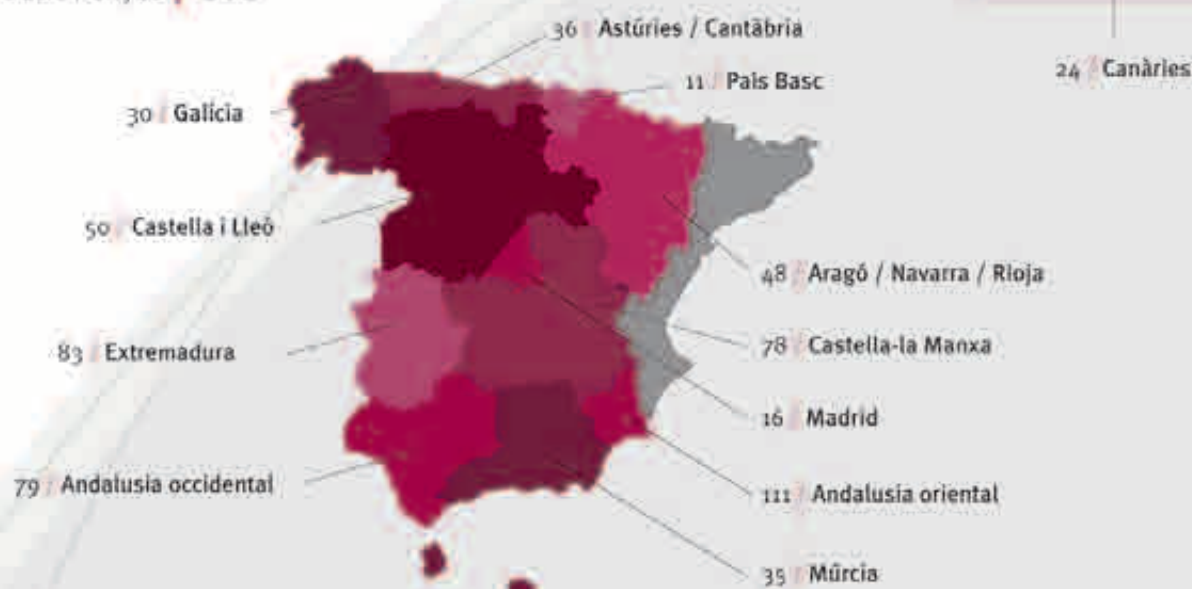 36 / Astúries / Cantàbria
11 / Pais Basc
24 / Canàries
30 / Galícia
50 / Castella i Lleó
48 / Aragó / Navarra / Rioja
83 / Extremadura
78 / Castella-la Manxa
16 / Madrid
79 / Andalusia occidental
111 / Andalusia oriental
35 / Múrcia